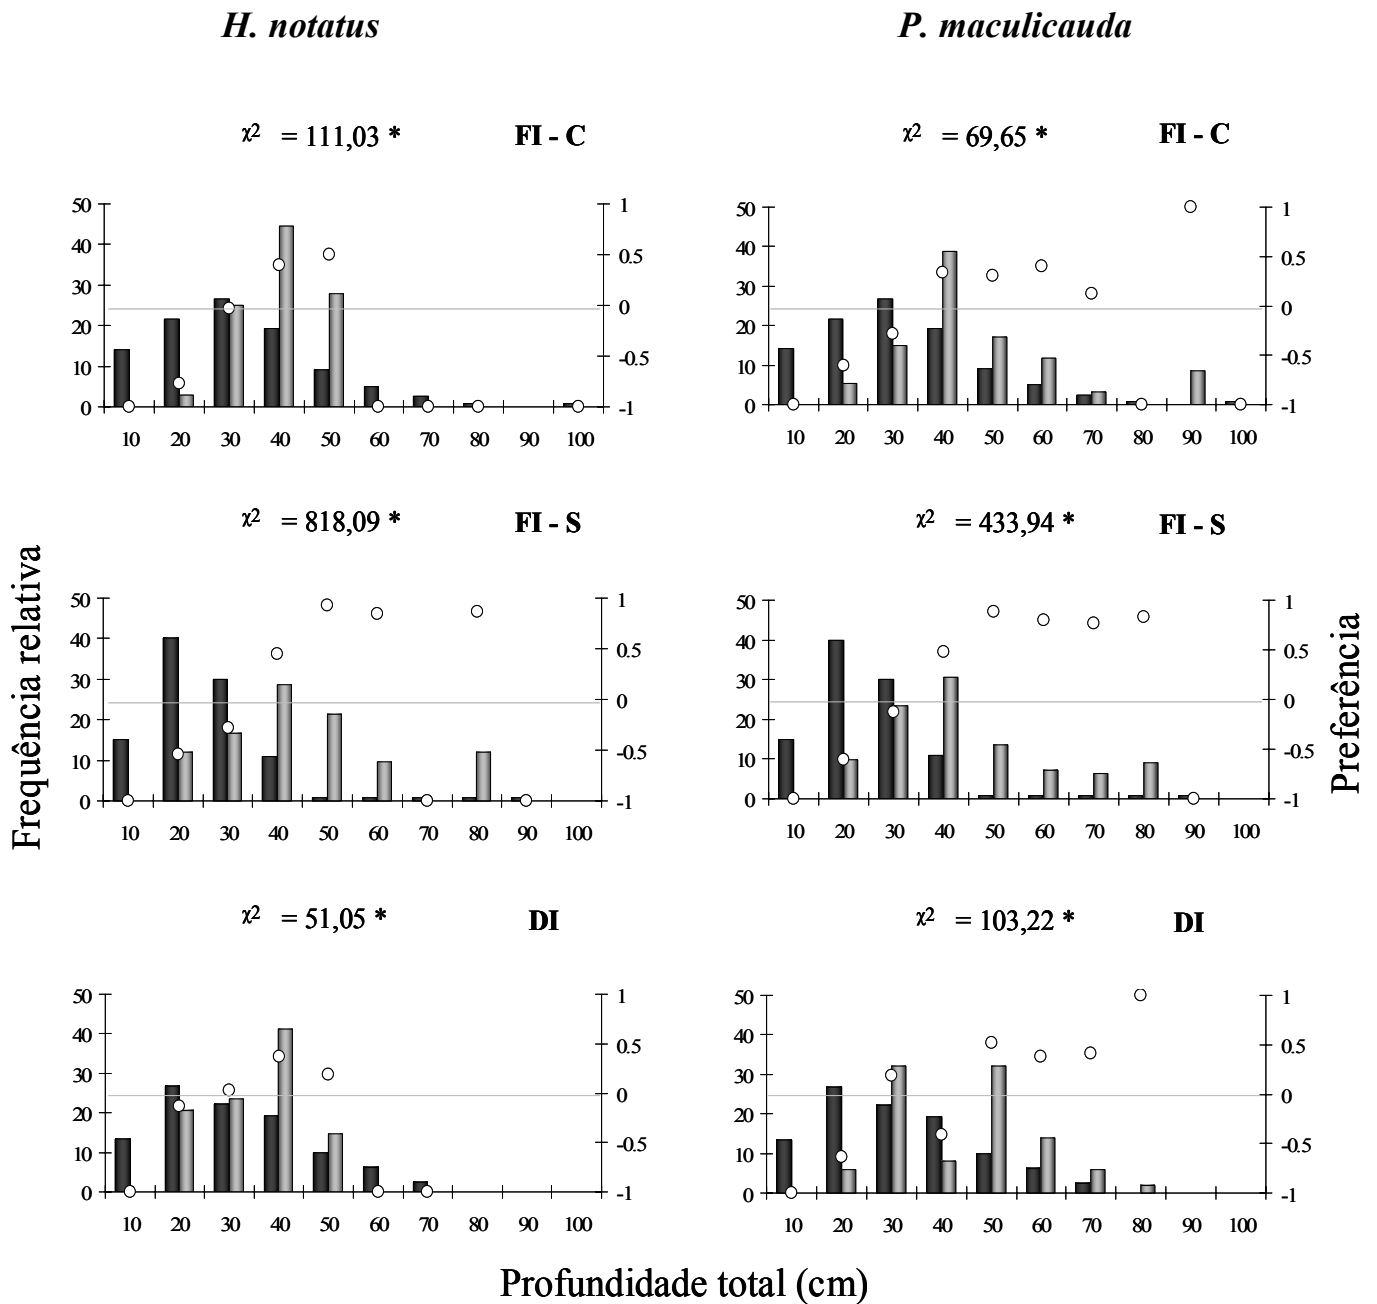 H. notatus P. maculicauda
χ2 = 111,03 * FI - C χ2 = 69,65 * FI - C
50 1 50 1
40 0.5 40 0.5
30 30
0 0
20 20
10 -0.5 10 -0.5
0 -1 0 -1
10 20 30 40 50 60 70 80 90 100 10 20 30 40 50 60 70 80 90 100
χ2 = 818,09 * FI - S χ2 = 433,94 * FI - S
Frequência relativa
Preferência
50 1 50 1
40 0.5 40 0.5
30 30
0 0
20 20
10 -0.5 10 -0.5
0 -1 0 -1
10 20 30 40 50 60 70 80 90 100 10 20 30 40 50 60 70 80 90 100
χ2 = 51,05 * DI χ2 = 103,22 * DI
50 1 50 1
40 0.5 40 0.5
30 30
0 0
20 20
10 -0.5 10 -0.5
0 -1 0 -1
10 20 30 40 50 60 70 80 90 100 10 20 30 40 50 60 70 80 90 100
Profundidade total (cm)